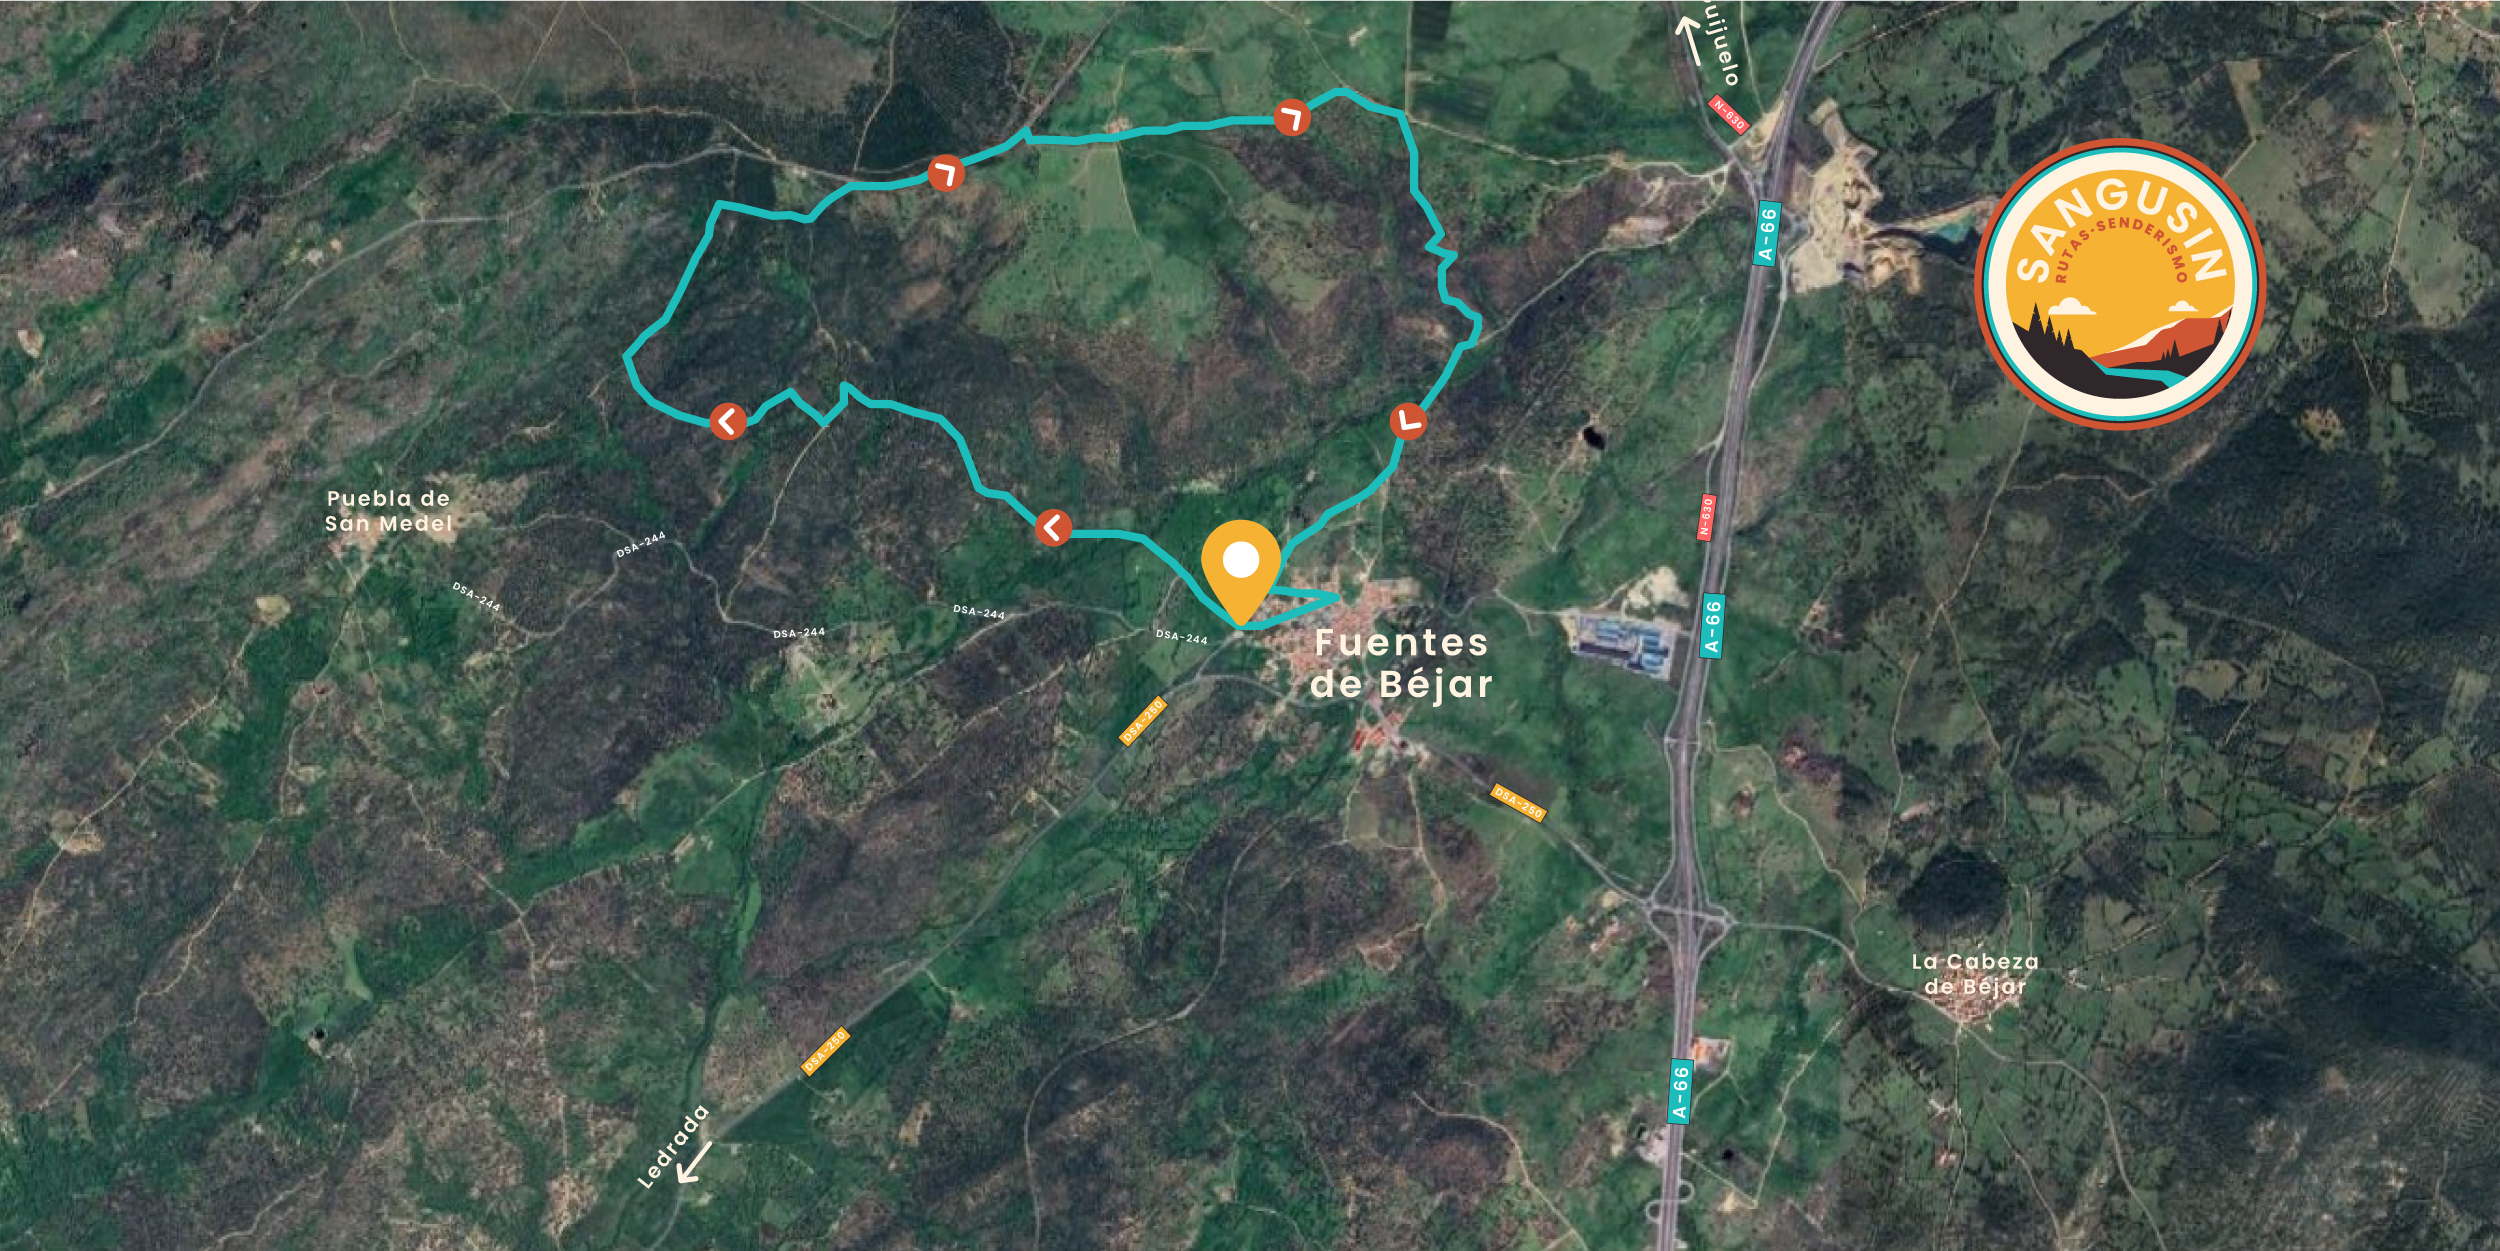 uijuelo
N-630
A-66
SANGUSIN
RUTAS·SENDERISMO
Puebla de
San Medel
DSA-244
DSA-244
DSA-244
DSA-244
DSA-244
N-630
A-66
Fuentes
de Béjar
DSA-250
DSA-250
La Cabeza
de Béjar
DSA-250
A-66
Ledrada